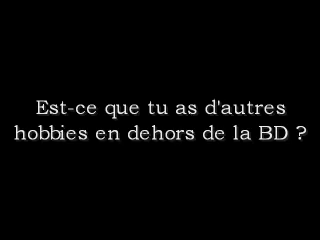 Est-ce que tu as d'autres
hobbies en dehors de la BD ?